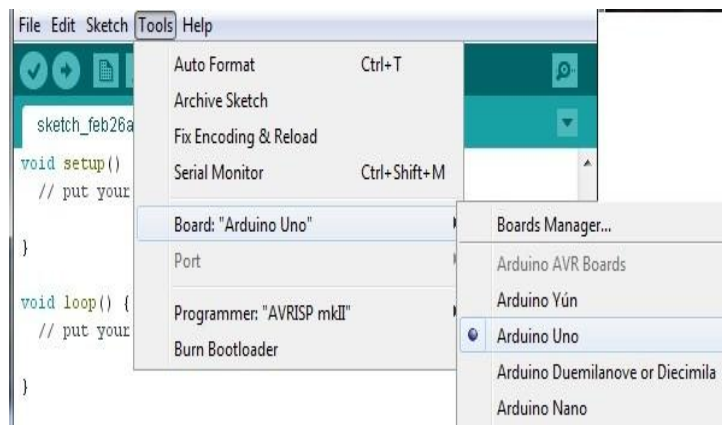 File Edit Sketch Tools Help
Auto Format Ctrl+T
Archive Sketch
Fix Encoding & Reload
Serial Monitor Ctrl+Shift+M
Board: "Arduino Uno"
Port
Programmer: "AVRISP mkII"
Burn Bootloader
sketch_feb26a
void setup()
// put your
}
void loop() {
// put your
}
Boards Manager...
Arduino AVR Boards
Arduino Yún
Arduino Uno
Arduino Duemilanove or Diecimila
Arduino Nano